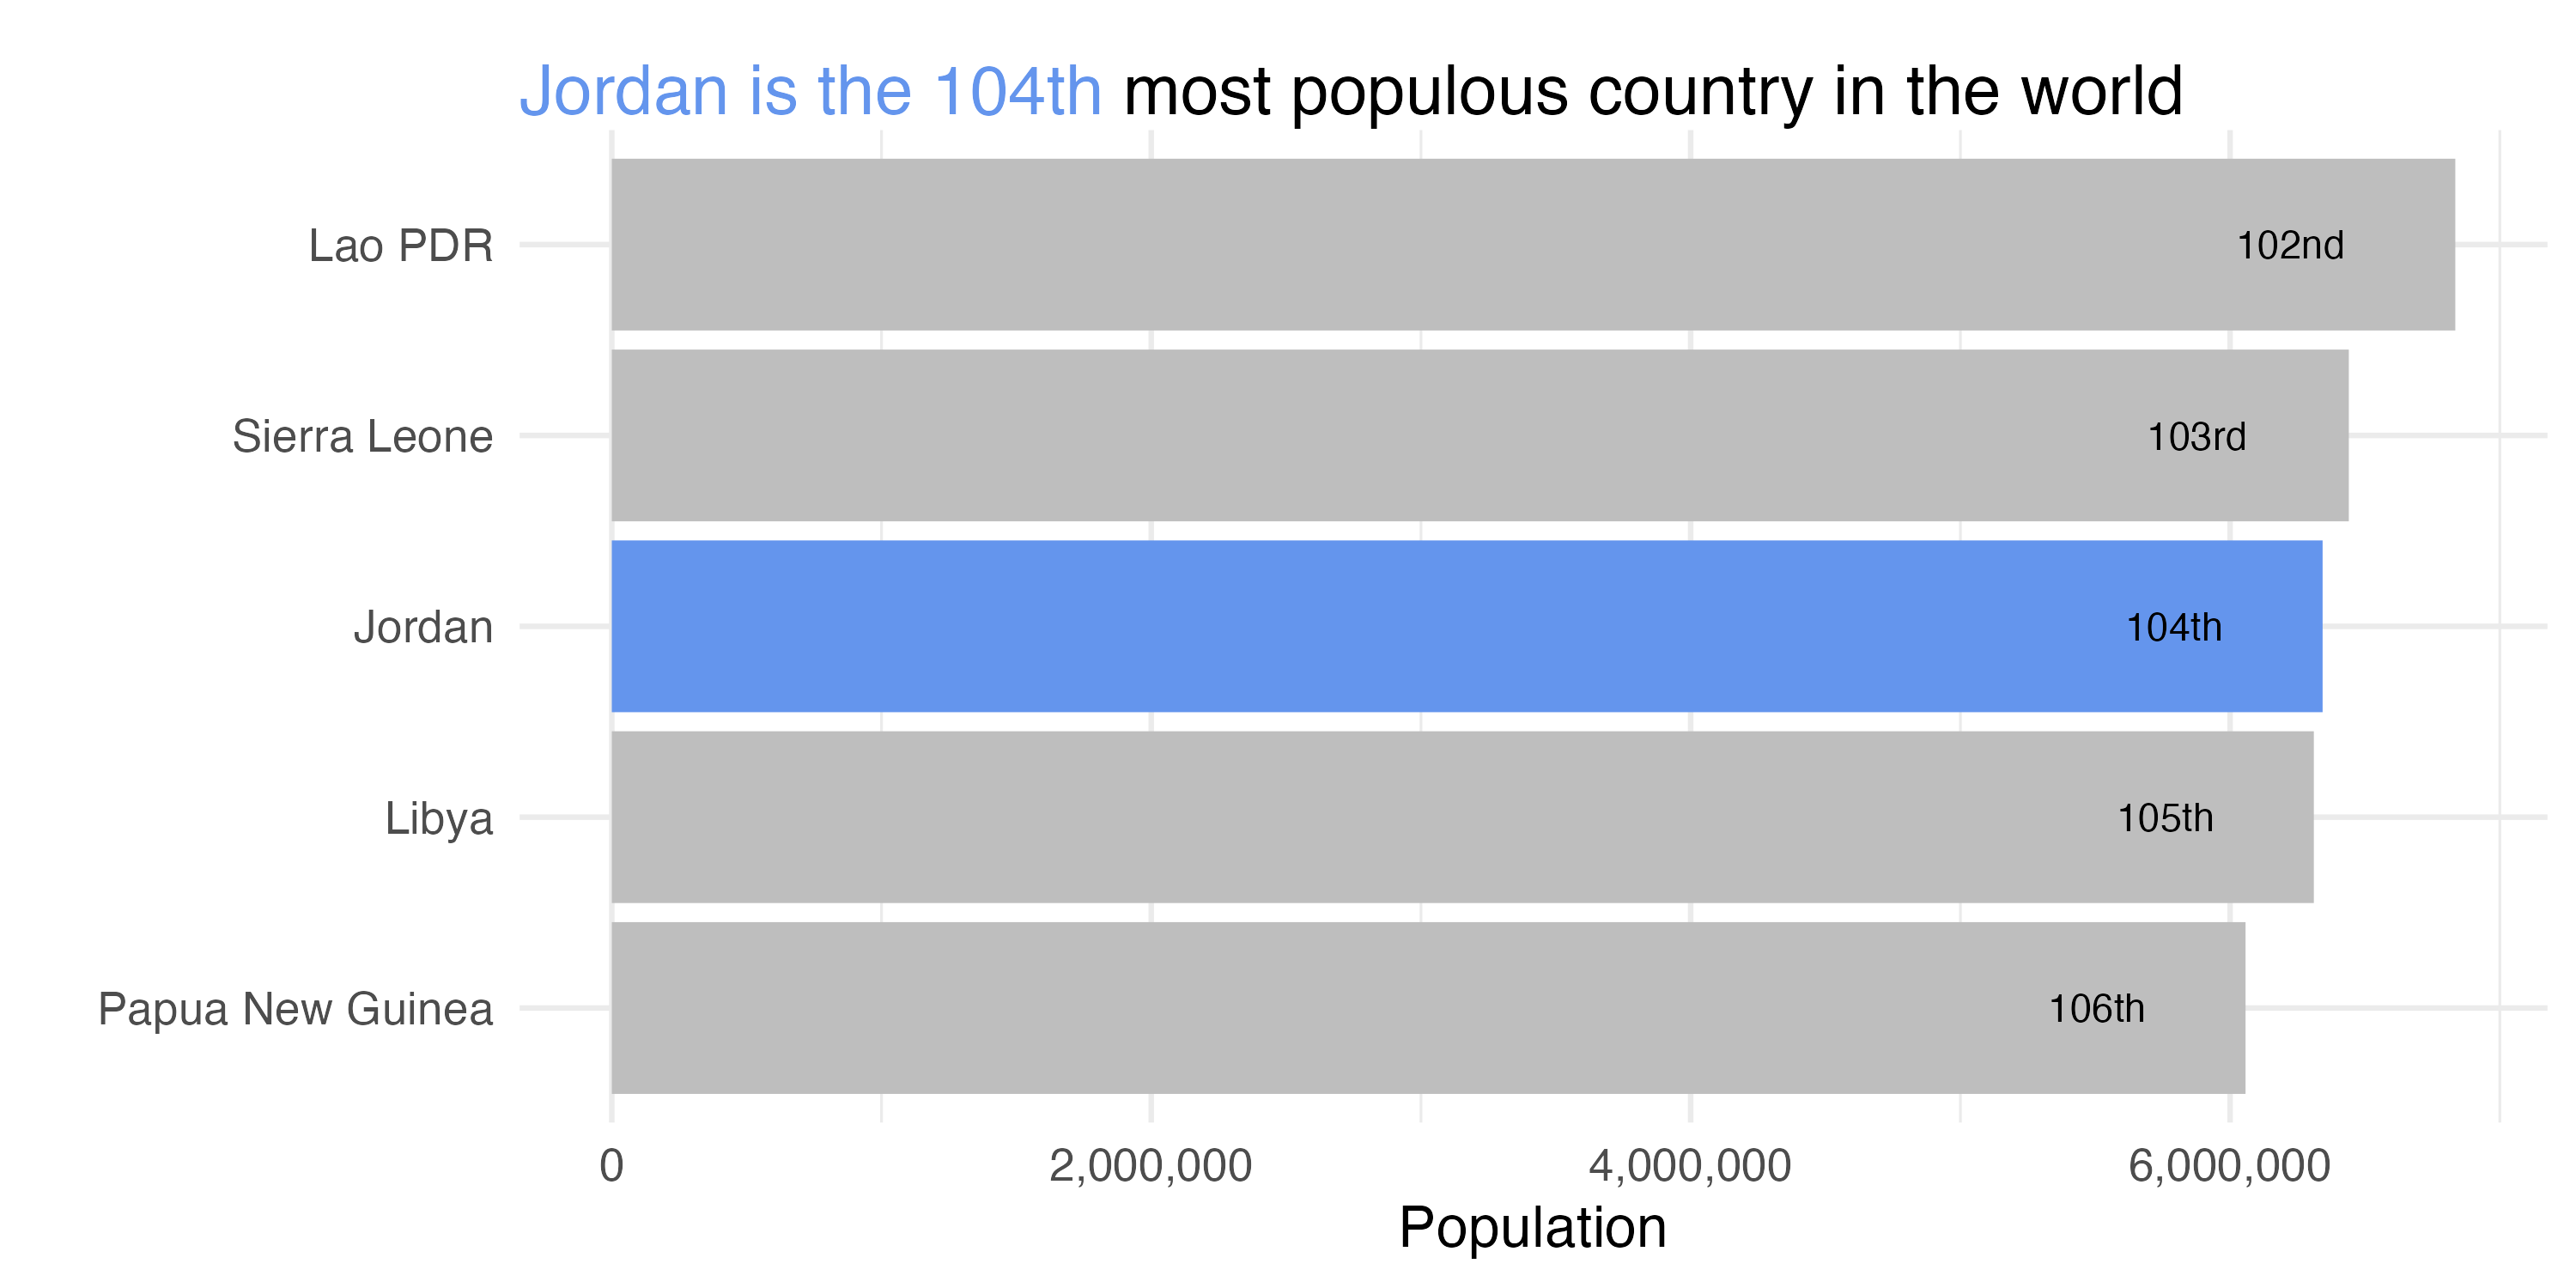 Jordan is the 104th most populous country in the world
Lao PDR 102nd
Sierra Leone 103rd
Jordan 104th
Libya 105th
Papua New Guinea 106th
0 2,000,000 4,000,000 6,000,000
Population